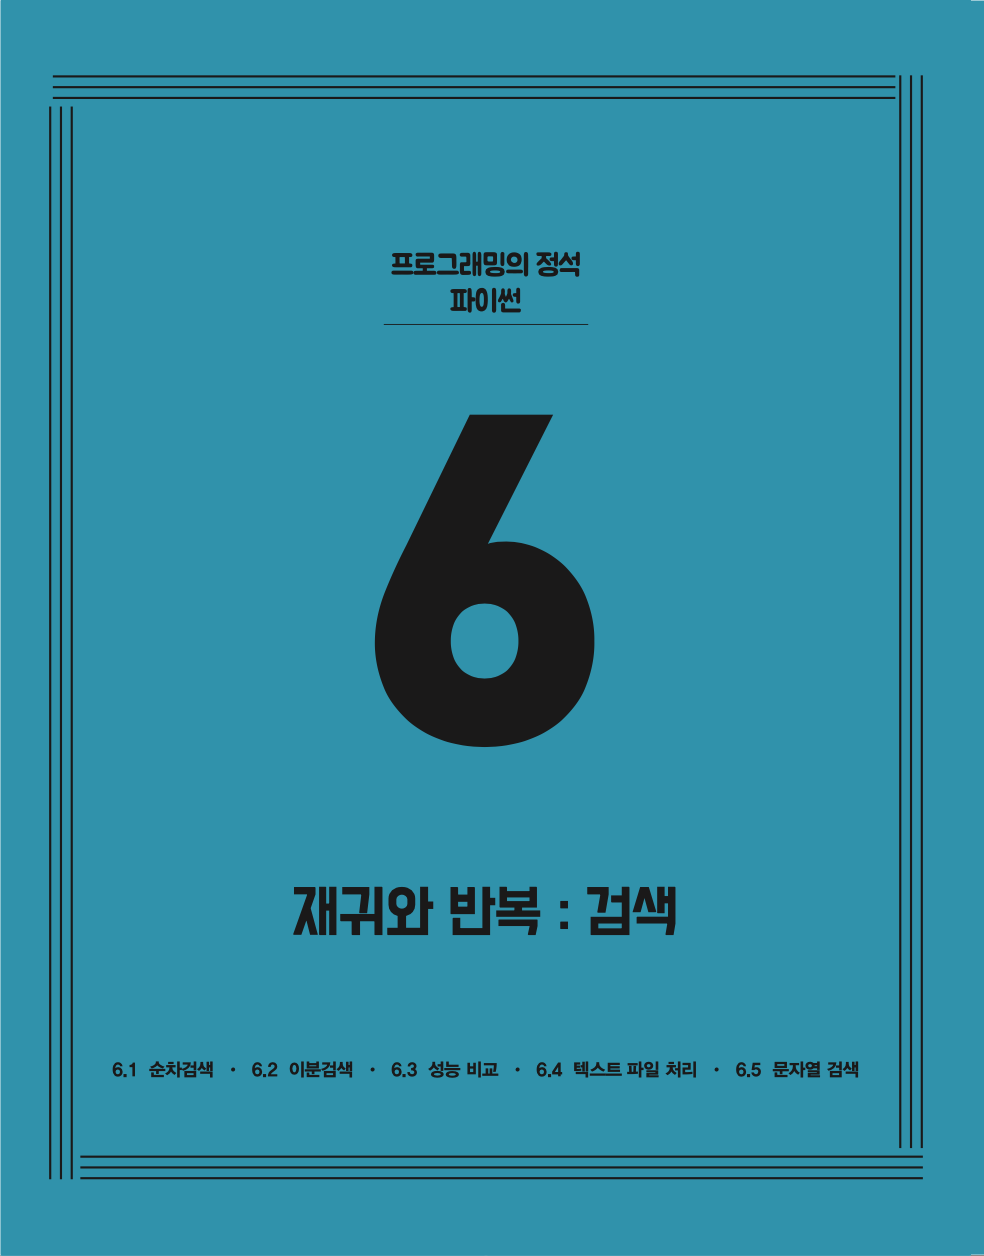 프로그래밍의 정석
파이썬
6
재귀와 반복 : 검색
6.1 순차검색 • 6.2 이분검색 • 6.3 성능 비교 • 6.4 텍스트 파일 처리 • 6.5 문자열 검색